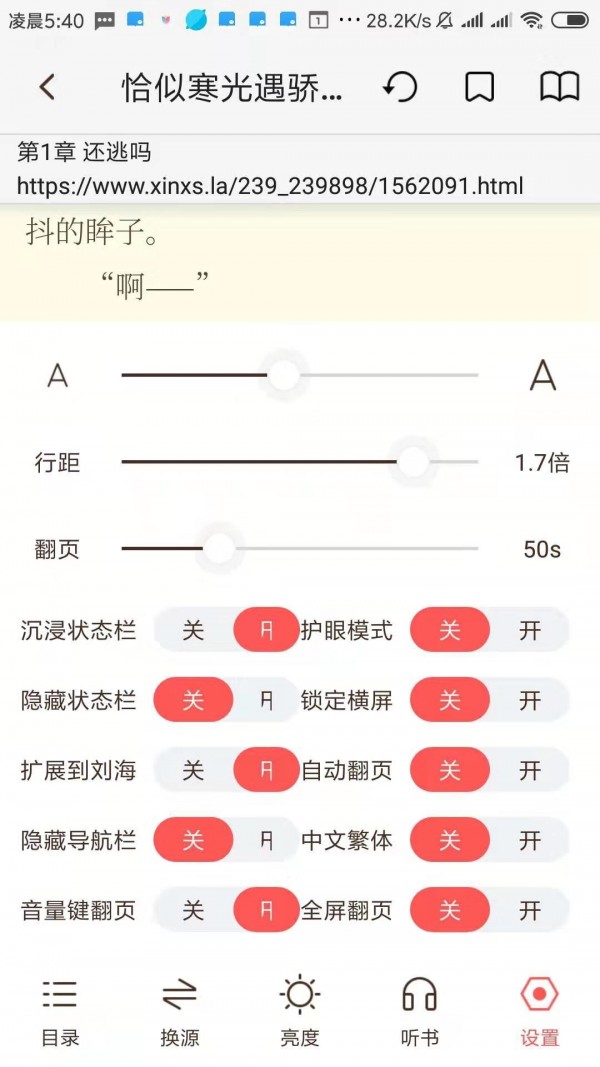 凌晨5:40 1 ··· 28.2K/s
恰似寒光遇骄...
第1章 还逃吗
https://www.xinxs.la/239_239898/1562091.html
抖的眸子。
“啊——”
A A
行距 1.7倍
翻页 50s
沉浸状态栏 关 开 护眼模式 关 开
隐藏状态栏 关 开 锁定横屏 关 开
扩展到刘海 关 开 自动翻页 关 开
隐藏导航栏 关 开 中文繁体 关 开
音量键翻页 关 开 全屏翻页 关 开
目录 换源 亮度 听书 设置